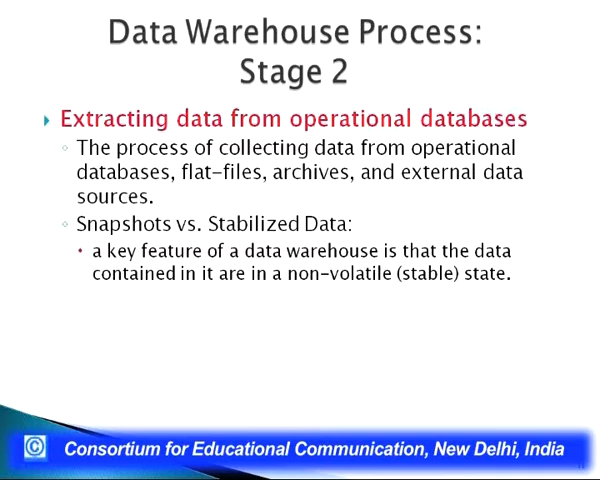 Data Warehouse Process:
Stage 2
Extracting data from operational databases
The process of collecting data from operational
databases, flat-files, archives, and external data
sources.
Snapshots vs. Stabilized Data:
a key feature of a data warehouse is that the data
contained in it are in a non-volatile (stable) state.
© Consortium for Educational Communication, New Delhi, India